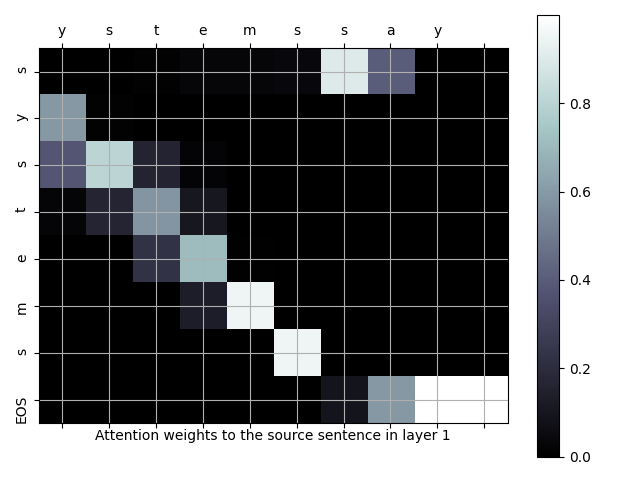 y s t e m s s a y
s
y
s
t
e
m
s
EOS
0.8
0.6
0.4
0.2
0.0
Attention weights to the source sentence in layer 1